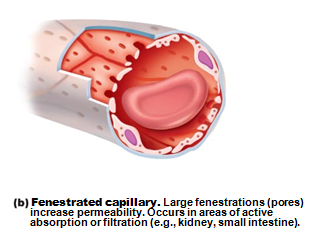 (b) Fenestrated capillary. Large fenestrations (pores)
increase permeability. Occurs in areas of active
absorption or filtration (e.g., kidney, small intestine).